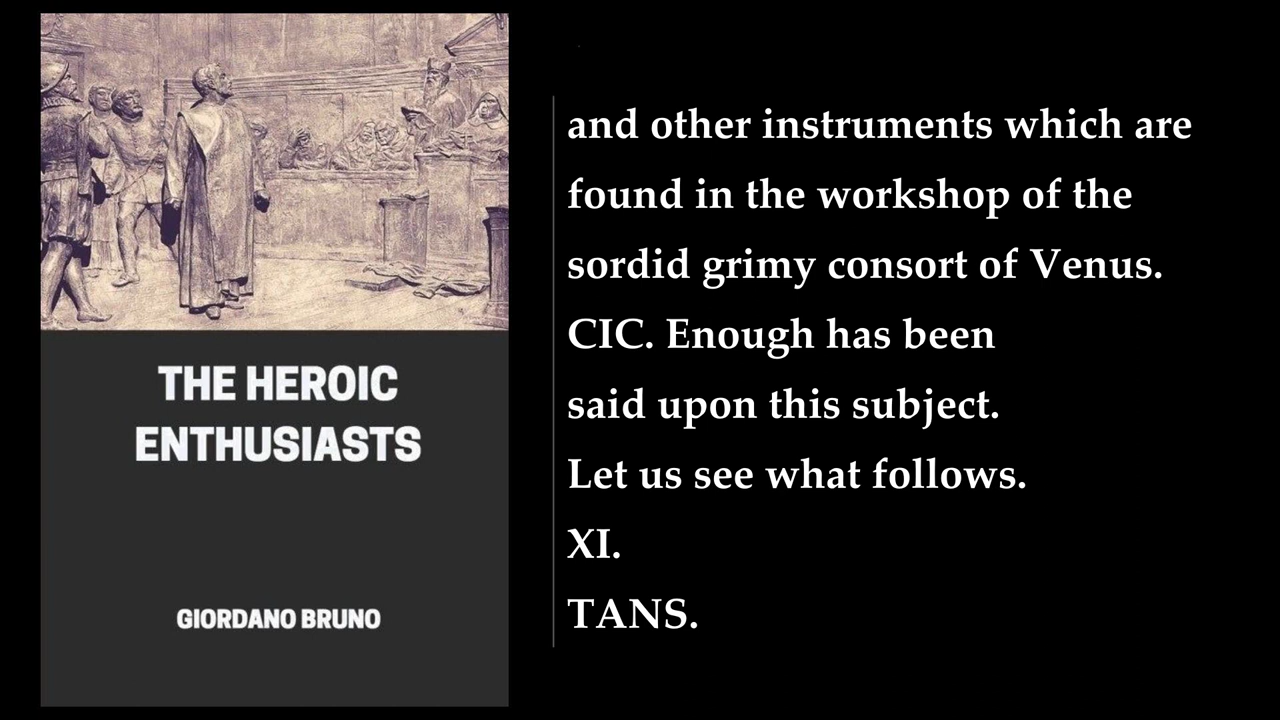 THE HEROIC
ENTHUSIASTS
GIORDANO BRUNO
and other instruments which are
found in the workshop of the
sordid grimy consort of Venus.
CIC. Enough has been
said upon this subject.
Let us see what follows.
XI.
TANS.